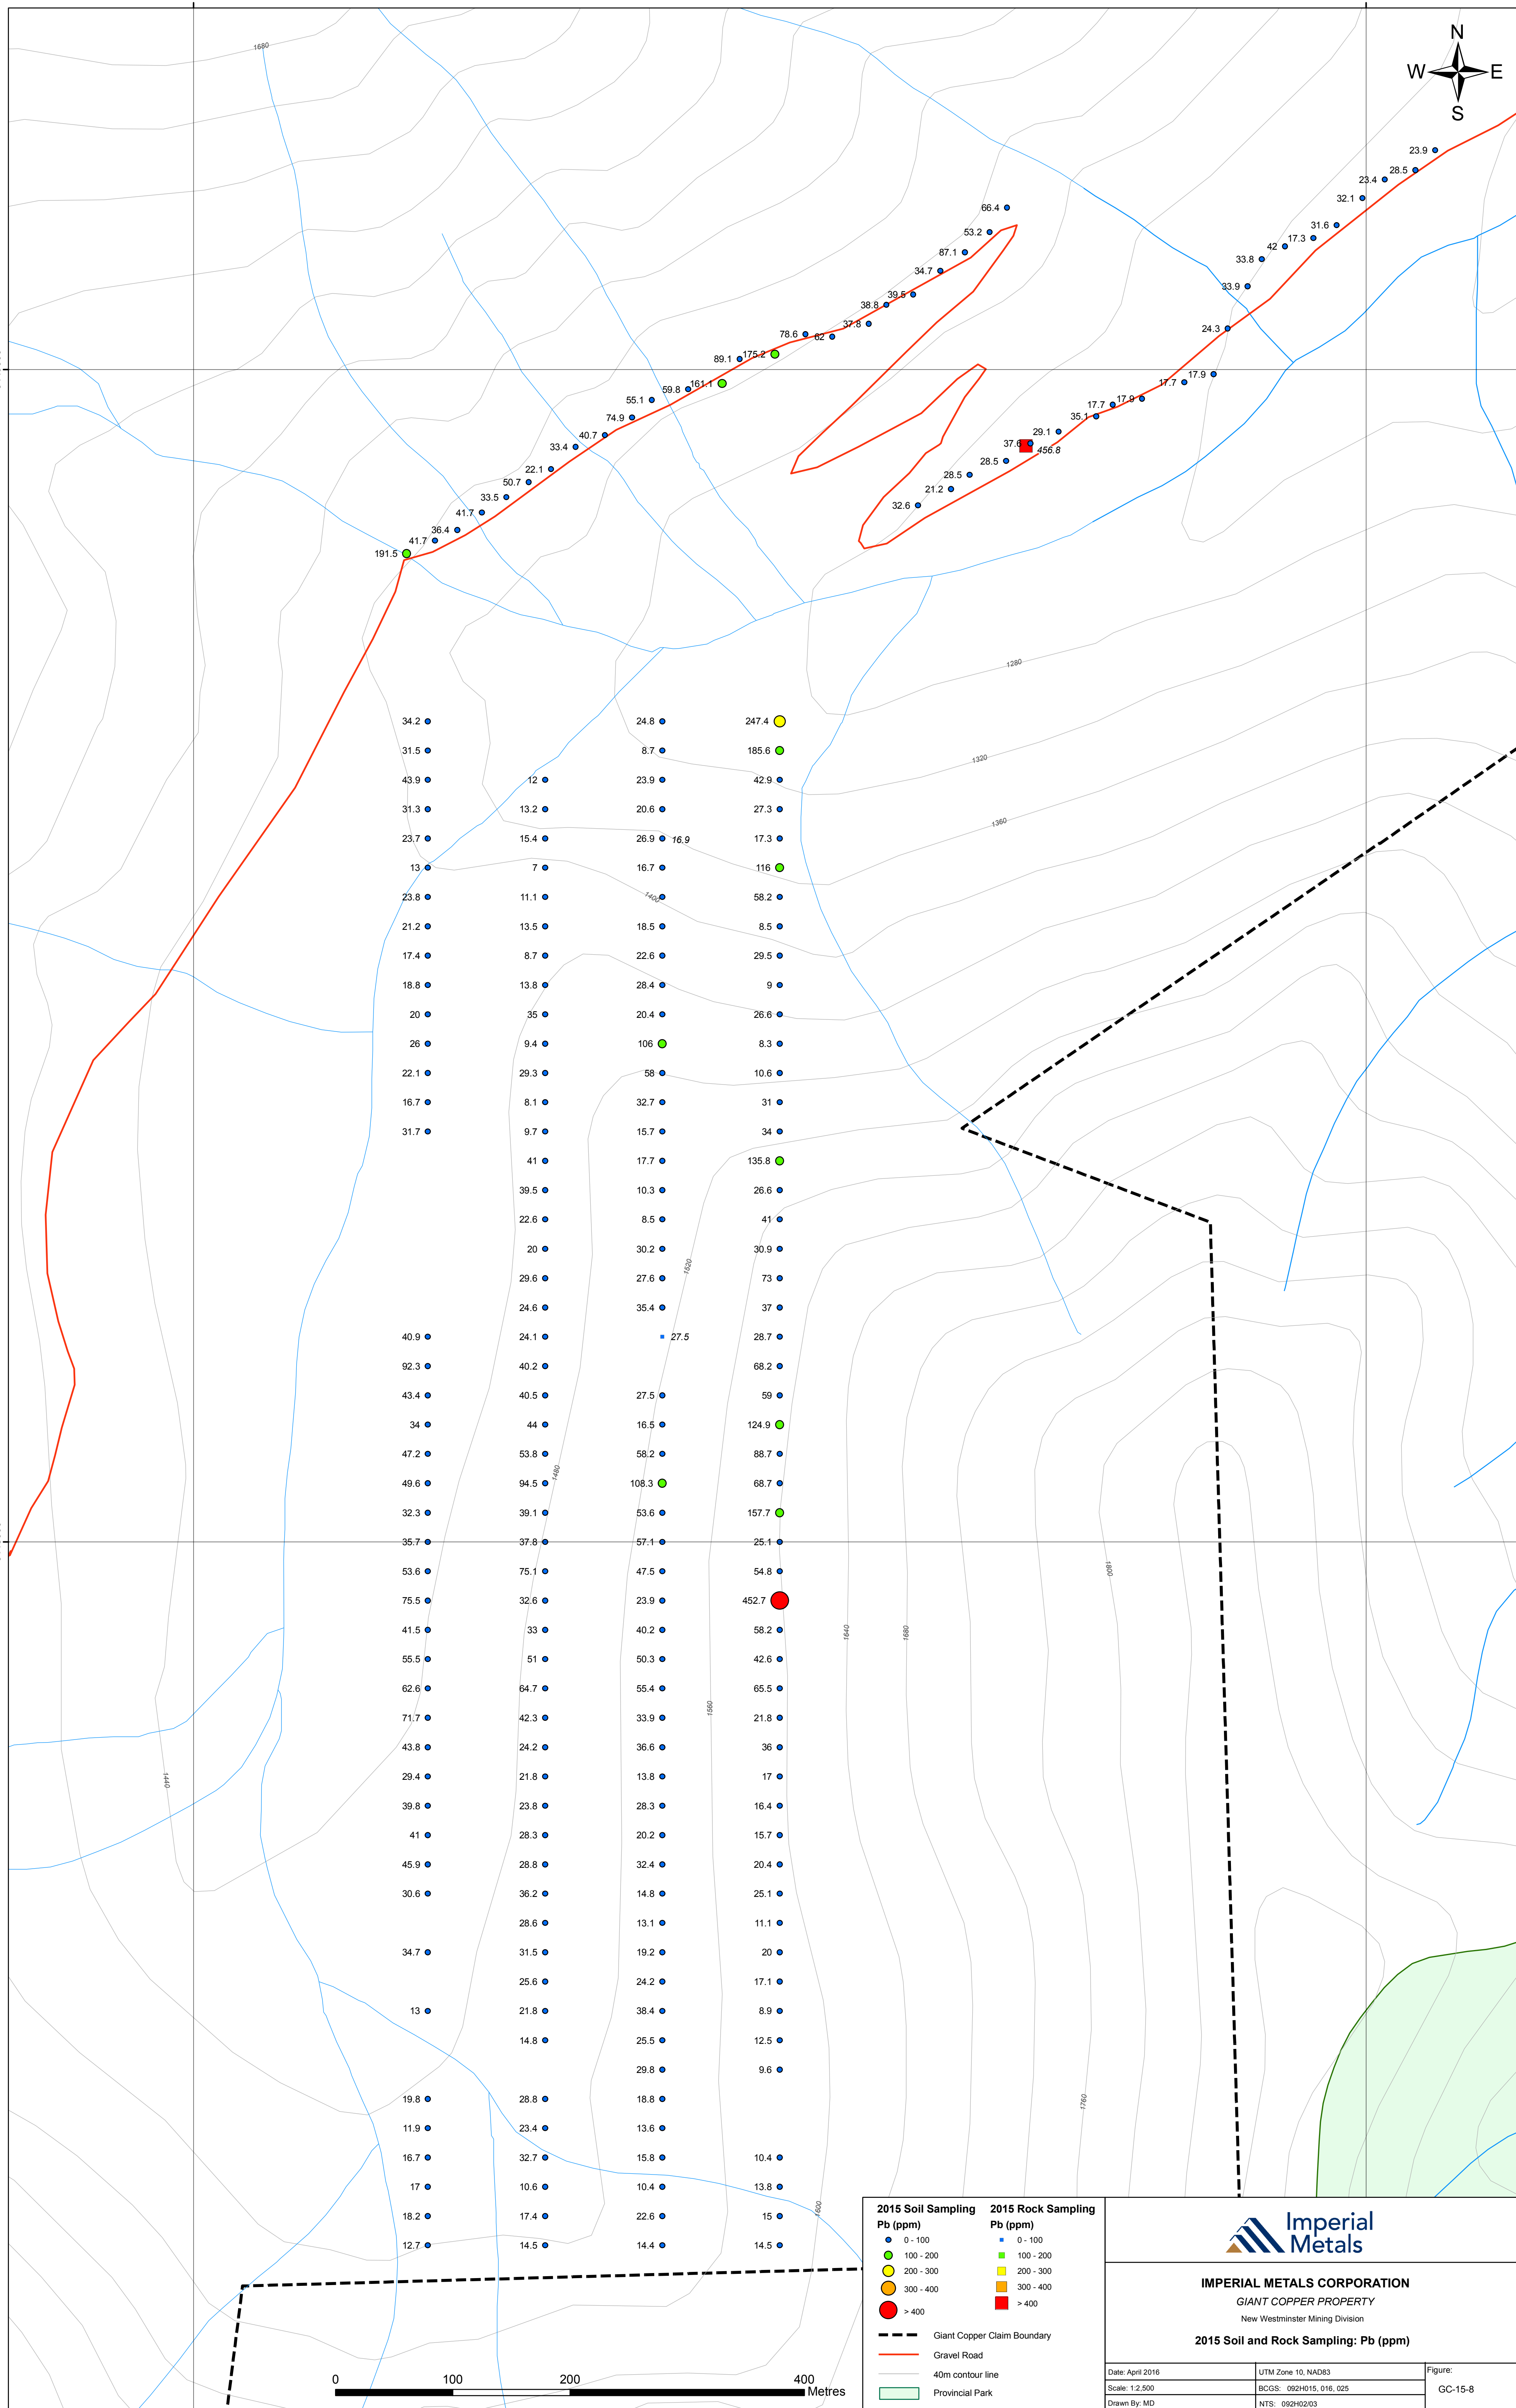 1680
N
W E
S
23.9
28.5
23.4
32.1
31.6
17.3
42
33.8
33.9
24.3
17.9
17.7
17.9
17.7
35.1
29.1
37.6
456.8
28.5
28.5
21.2
32.6
66.4
53.2
87.1
34.7
39.5
38.8
37.8
62
78.6
175.2
89.1
161.1
59.8
55.1
74.9
40.7
33.4
22.1
50.7
33.5
41.7
36.4
41.7
191.5
1280
34.2 24.8 247.4
31.5 8.7 185.6
1320
43.9 12 23.9 42.9
31.3 13.2 20.6 27.3
1360
23.7 15.4 26.9 16.9 17.3
13 7 16.7 116
23.8 11.1 1400 58.2
21.2 13.5 18.5 8.5
17.4 8.7 22.6 29.5
18.8 13.8 28.4 9
20 35 20.4 26.6
26 9.4 106 8.3
22.1 29.3 58 10.6
16.7 8.1 32.7 31
31.7 9.7 15.7 34
41 17.7 135.8
39.5 10.3 26.6
22.6 8.5 41
20 30.2 30.9
1520
29.6 27.6 73
24.6 35.4 37
40.9 24.1 27.5 28.7
92.3 40.2 68.2
43.4 40.5 27.5 59
34 44 16.5 124.9
47.2 53.8 58.2 88.7
1480
49.6 94.5 108.3 68.7
32.3 39.1 53.6 157.7
35.7 37.8 57.1 25.1
53.6 75.1 47.5 54.8
1800
75.5 32.6 23.9 452.7
41.5 33 40.2 58.2
1640 1680
55.5 51 50.3 42.6
62.6 64.7 55.4 65.5
1560
71.7 42.3 33.9 21.8
43.8 24.2 36.6 36
1440
29.4 21.8 13.8 17
39.8 23.8 28.3 16.4
41 28.3 20.2 15.7
45.9 28.8 32.4 20.4
30.6 36.2 14.8 25.1
28.6 13.1 11.1
34.7 31.5 19.2 20
25.6 24.2 17.1
13 21.8 38.4 8.9
14.8 25.5 12.5
29.8 9.6
19.8 28.8 18.8
1760
11.9 23.4 13.6
16.7 32.7 15.8 10.4
17 10.6 10.4 13.8
18.2 17.4 22.6 15
1600
12.7 14.5 14.4 14.5
0 100 200 400
Metres
2015 Soil Sampling
Pb (ppm)
0 - 100
100 - 200
200 - 300
300 - 400
> 400
2015 Rock Sampling
Pb (ppm)
0 - 100
100 - 200
200 - 300
300 - 400
> 400
Giant Copper Claim Boundary
Gravel Road
40m contour line
Provincial Park
Imperial
Metals
IMPERIAL METALS CORPORATION
GIANT COPPER PROPERTY
New Westminster Mining Division
2015 Soil and Rock Sampling: Pb (ppm)
Date: April 2016
UTM Zone 10, NAD83
Figure:
Scale: 1:2,500
BCGS: 092H015, 016, 025
GC-15-8
Drawn By: MD
NTS: 092H02/03